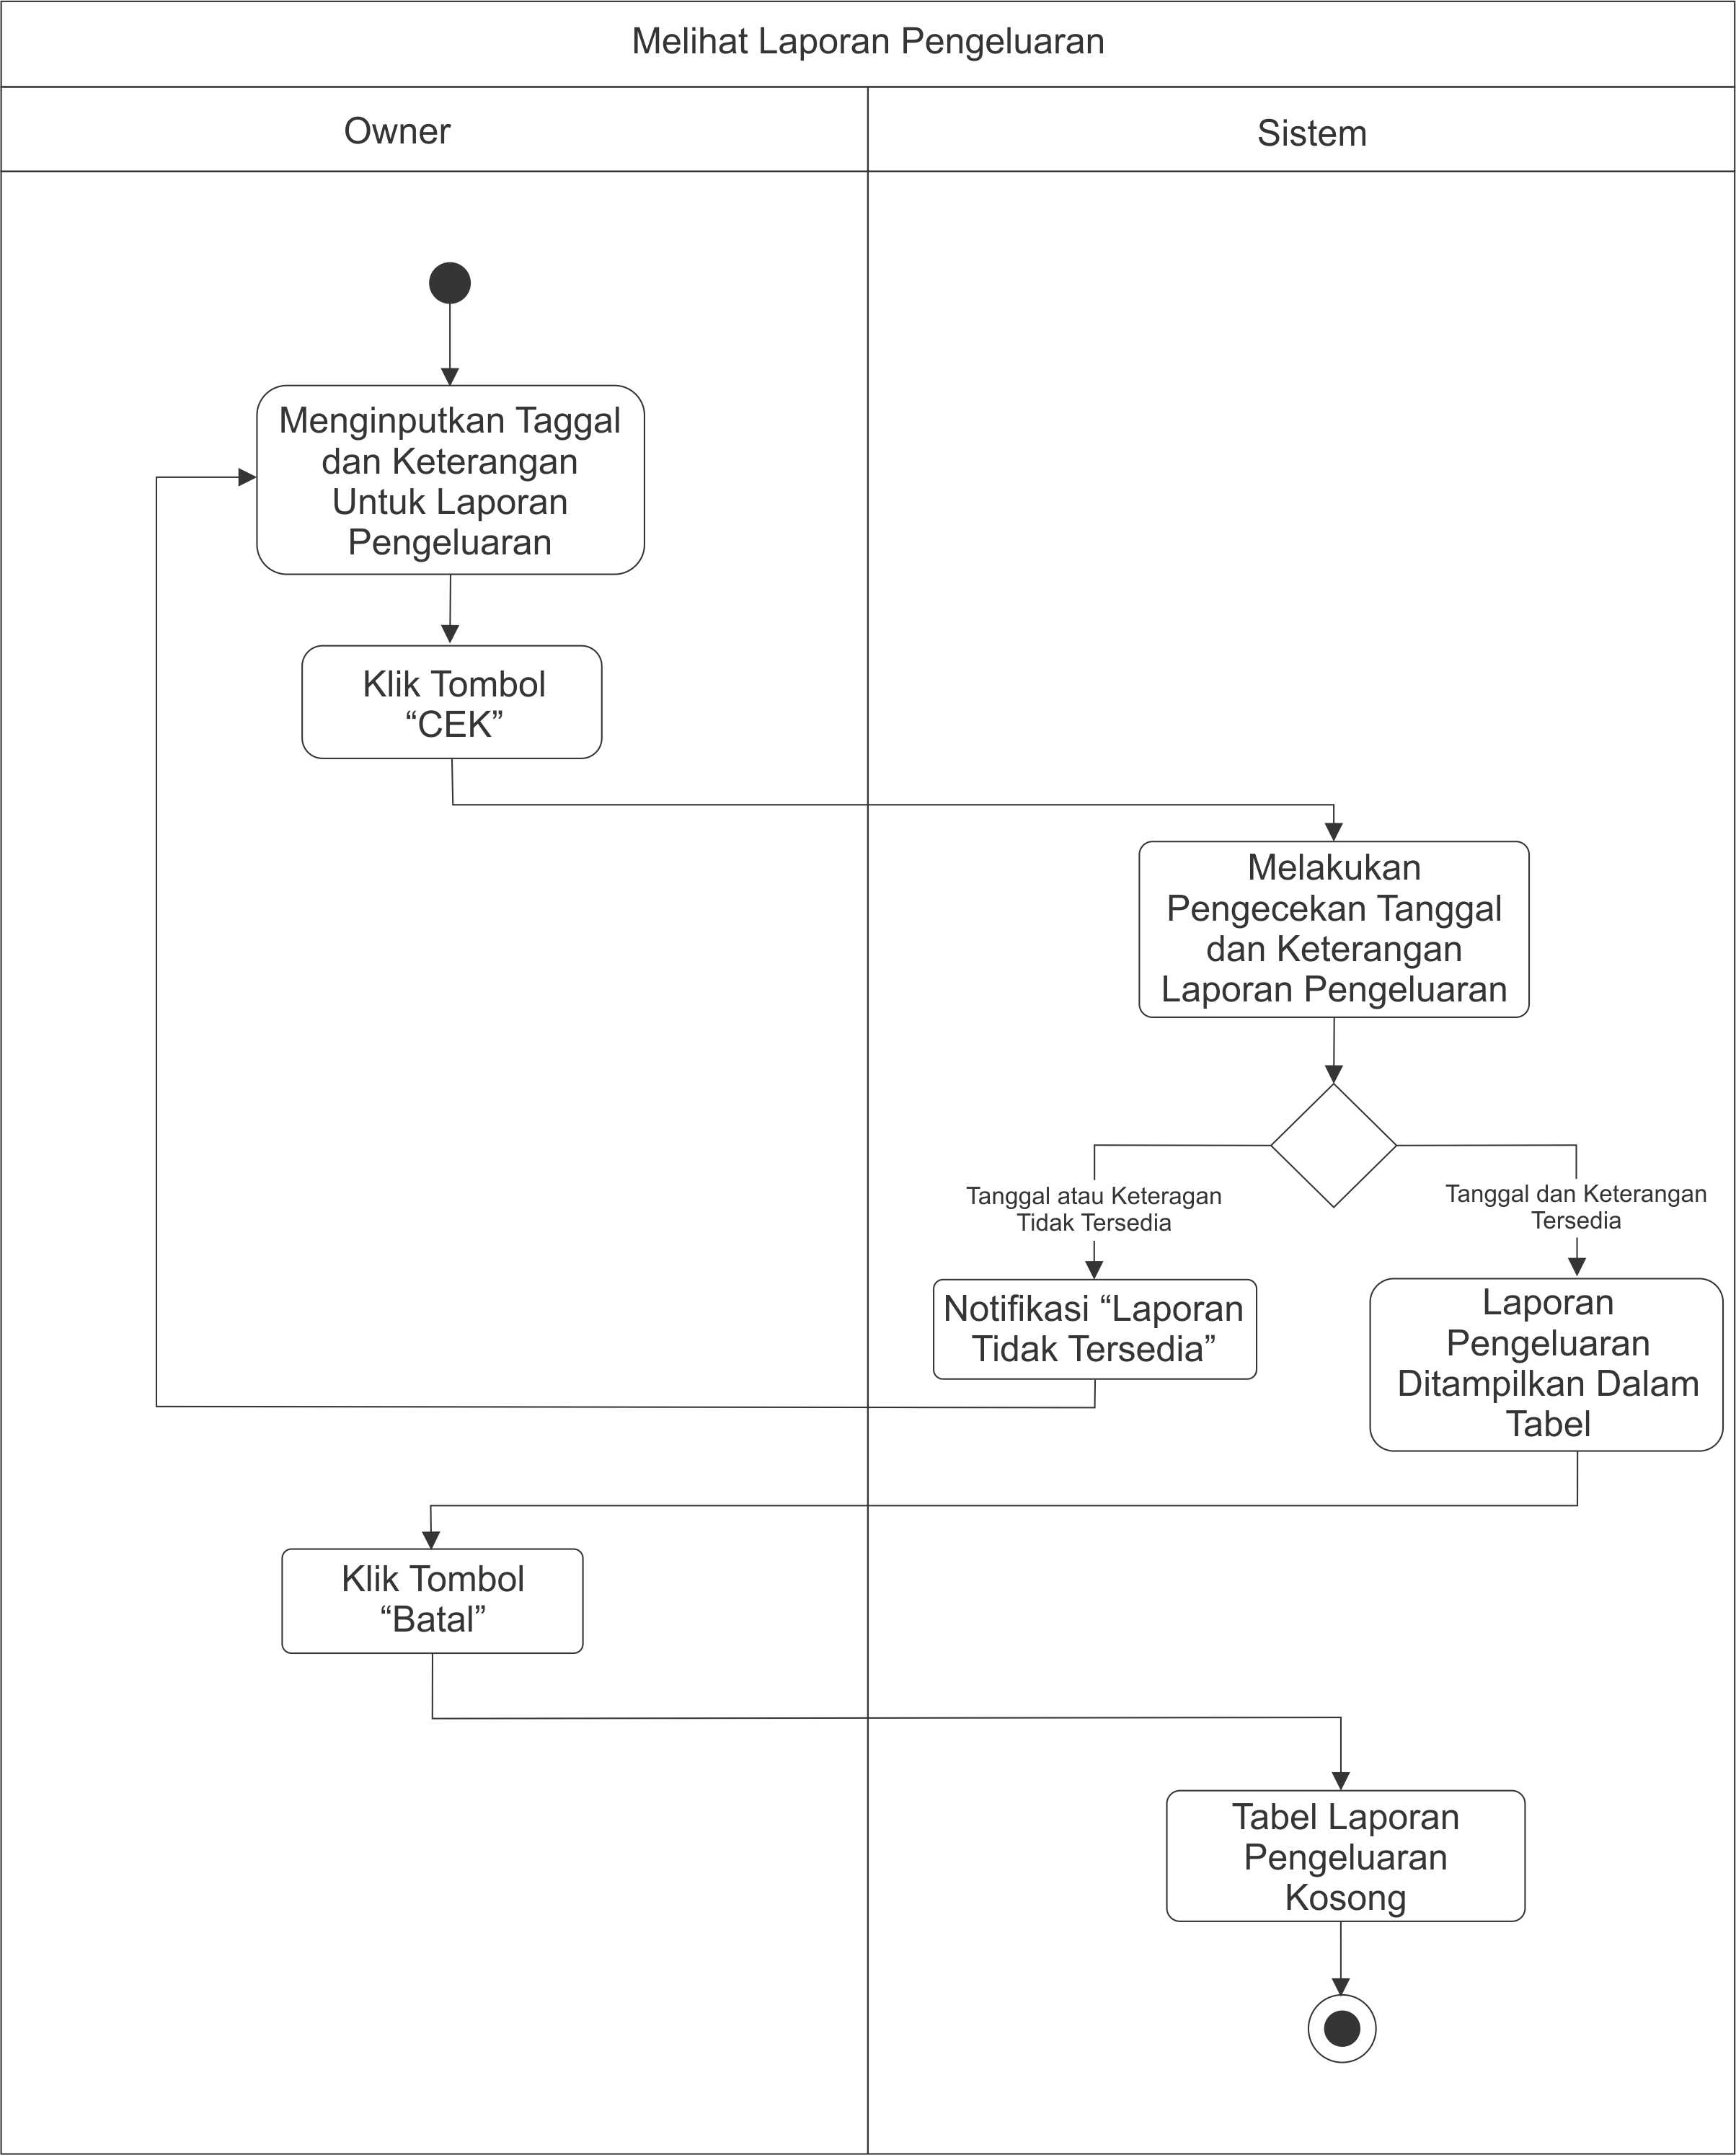 Melihat Laporan Pengeluaran
Owner
Sistem
Menginputkan Taggal
dan Keterangan
Untuk Laporan
Pengeluaran
Klik Tombol
“CEK”
Melakukan
Pengecekan Tanggal
dan Keterangan
Laporan Pengeluaran
Tanggal atau Keteragan
Tidak Tersedia
Tanggal dan Keterangan
Tersedia
Notifikasi “Laporan
Tidak Tersedia”
Laporan
Pengeluaran
Ditampilkan Dalam
Tabel
Klik Tombol
“Batal”
Tabel Laporan
Pengeluaran
Kosong